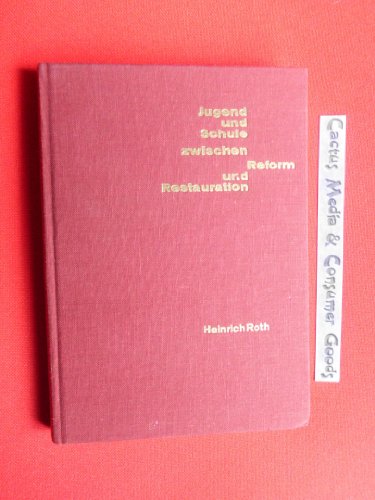 Jugend
und
Schule
zwischen
Reform
und
Restauration
Heinrich Roth
Cactus Media & Consumer Goods